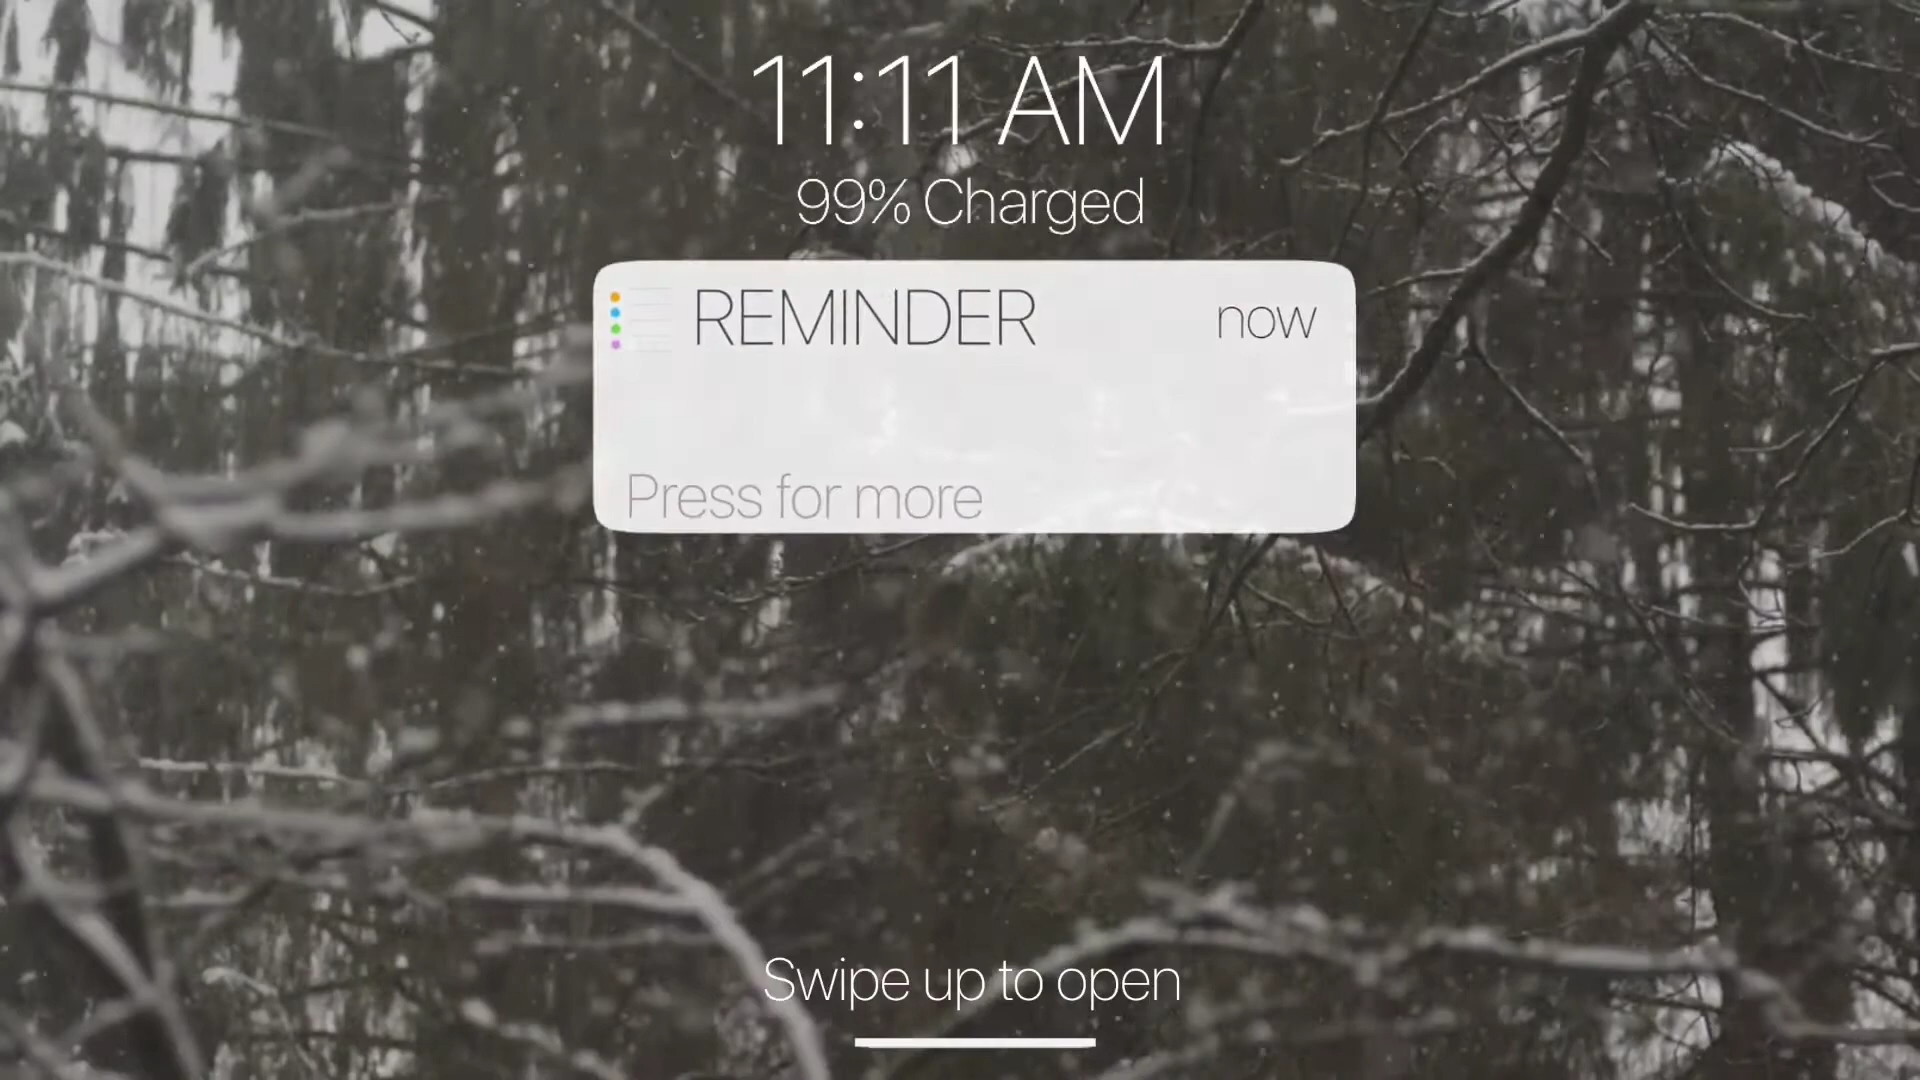 11:11 AM
99% Charged
REMINDER now
Press for more
Swipe up to open